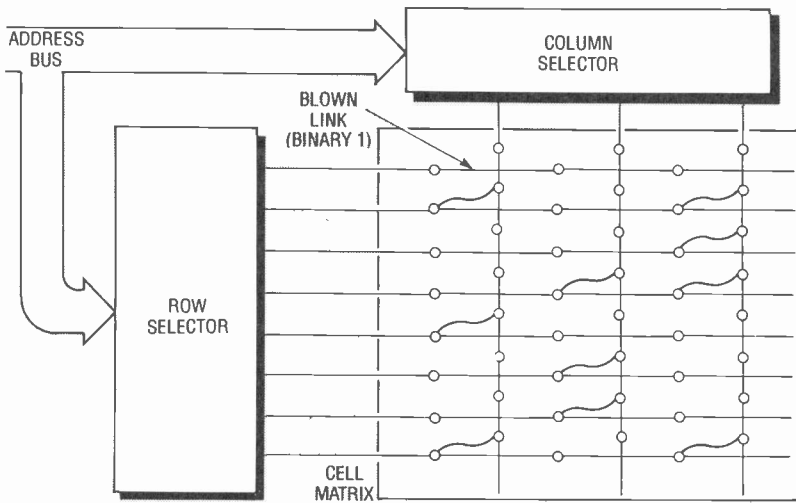 ADDRESS
BUS
COLUMN
SELECTOR
BLOWN
LINK
(BINARY 1)
ROW
SELECTOR
CELL
MATRIX